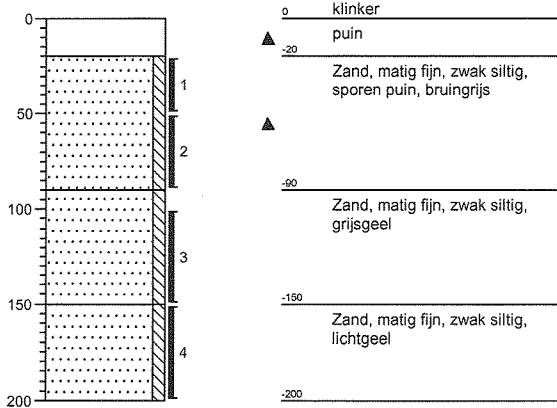 0
50
100
150
200
1
2
3
4
0
klinker
puin
-20
Zand, matig fijn, zwak siltig,
sporen puin, bruingrijs
-90
Zand, matig fijn, zwak siltig,
grijsgeel
-150
Zand, matig fijn, zwak siltig,
lichtgeel
-200